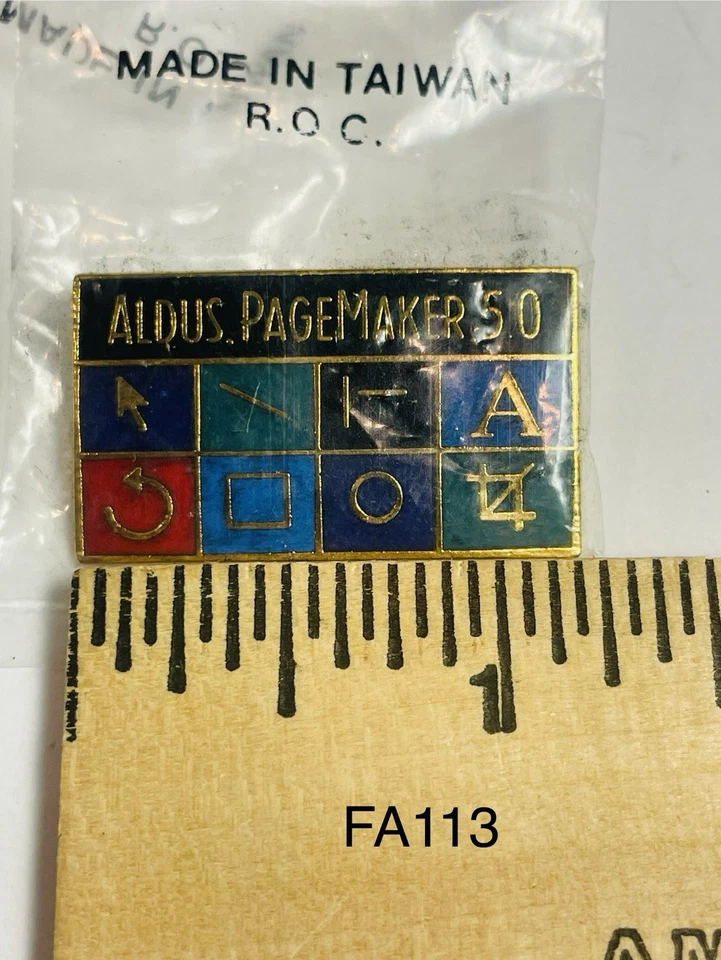 MADE IN TAIWAN
R.O C.
ALDUS PAGEMAKER 5.0
A
1
FA113